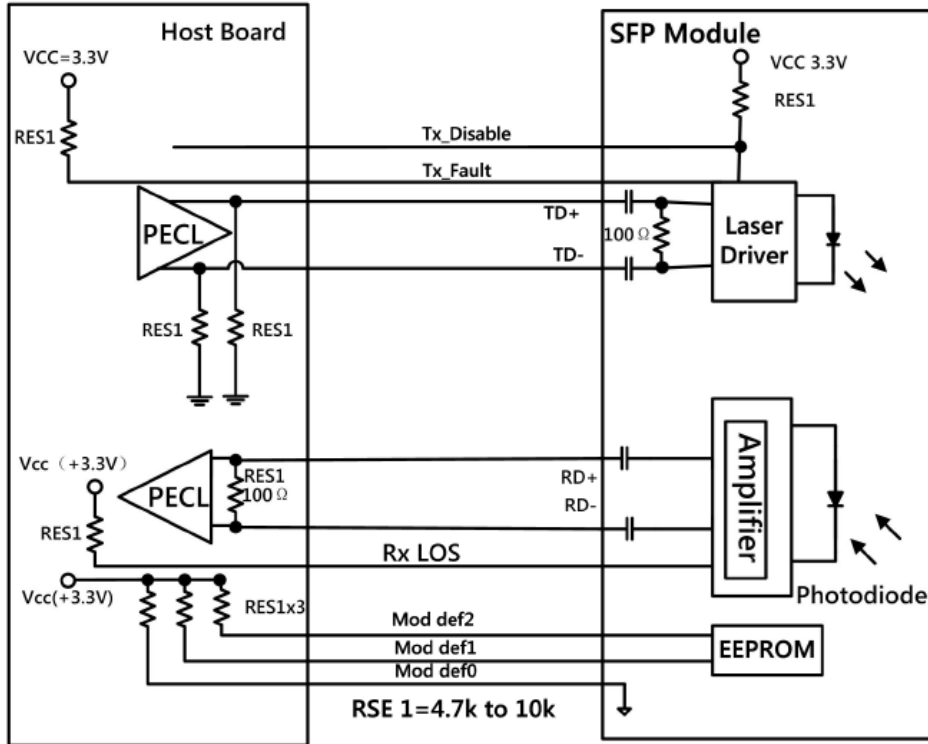 Host Board
SFP Module
VCC=3.3V
VCC 3.3V
RES1
RES1
Tx_Disable
Tx_Fault
PECL
TD+
100Ω
TD-
Laser
Driver
RES1
RES1
Vcc（+3.3V）
PECL
RES1
100Ω
RD+
RD-
Amplifier
RES1
Rx LOS
Vcc(+3.3V)
RES1x3
Photodiode
Mod def2
Mod def1
Mod def0
EEPROM
RSE 1=4.7k to 10k